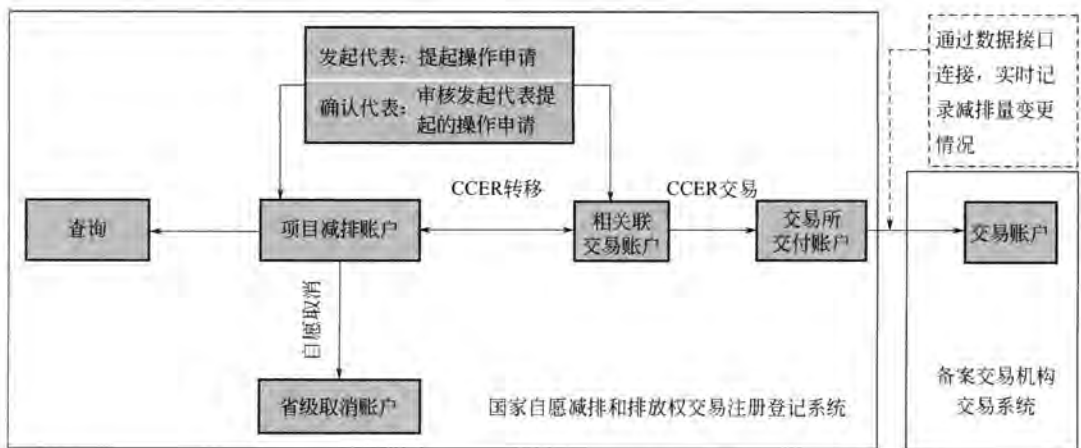 发起代表：提起操作申请
确认代表：审核发起代表提
起的操作申请
通过数据接口
连接，实时记
录减排量变更
情况
CCER转移
CCER交易
查询
项目减排账户
相关联
交易账户
交易所
交付账户
交易账户
自愿取消
省级取消账户
国家自愿减排和排放权交易注册登记系统
备案交易机构
交易系统